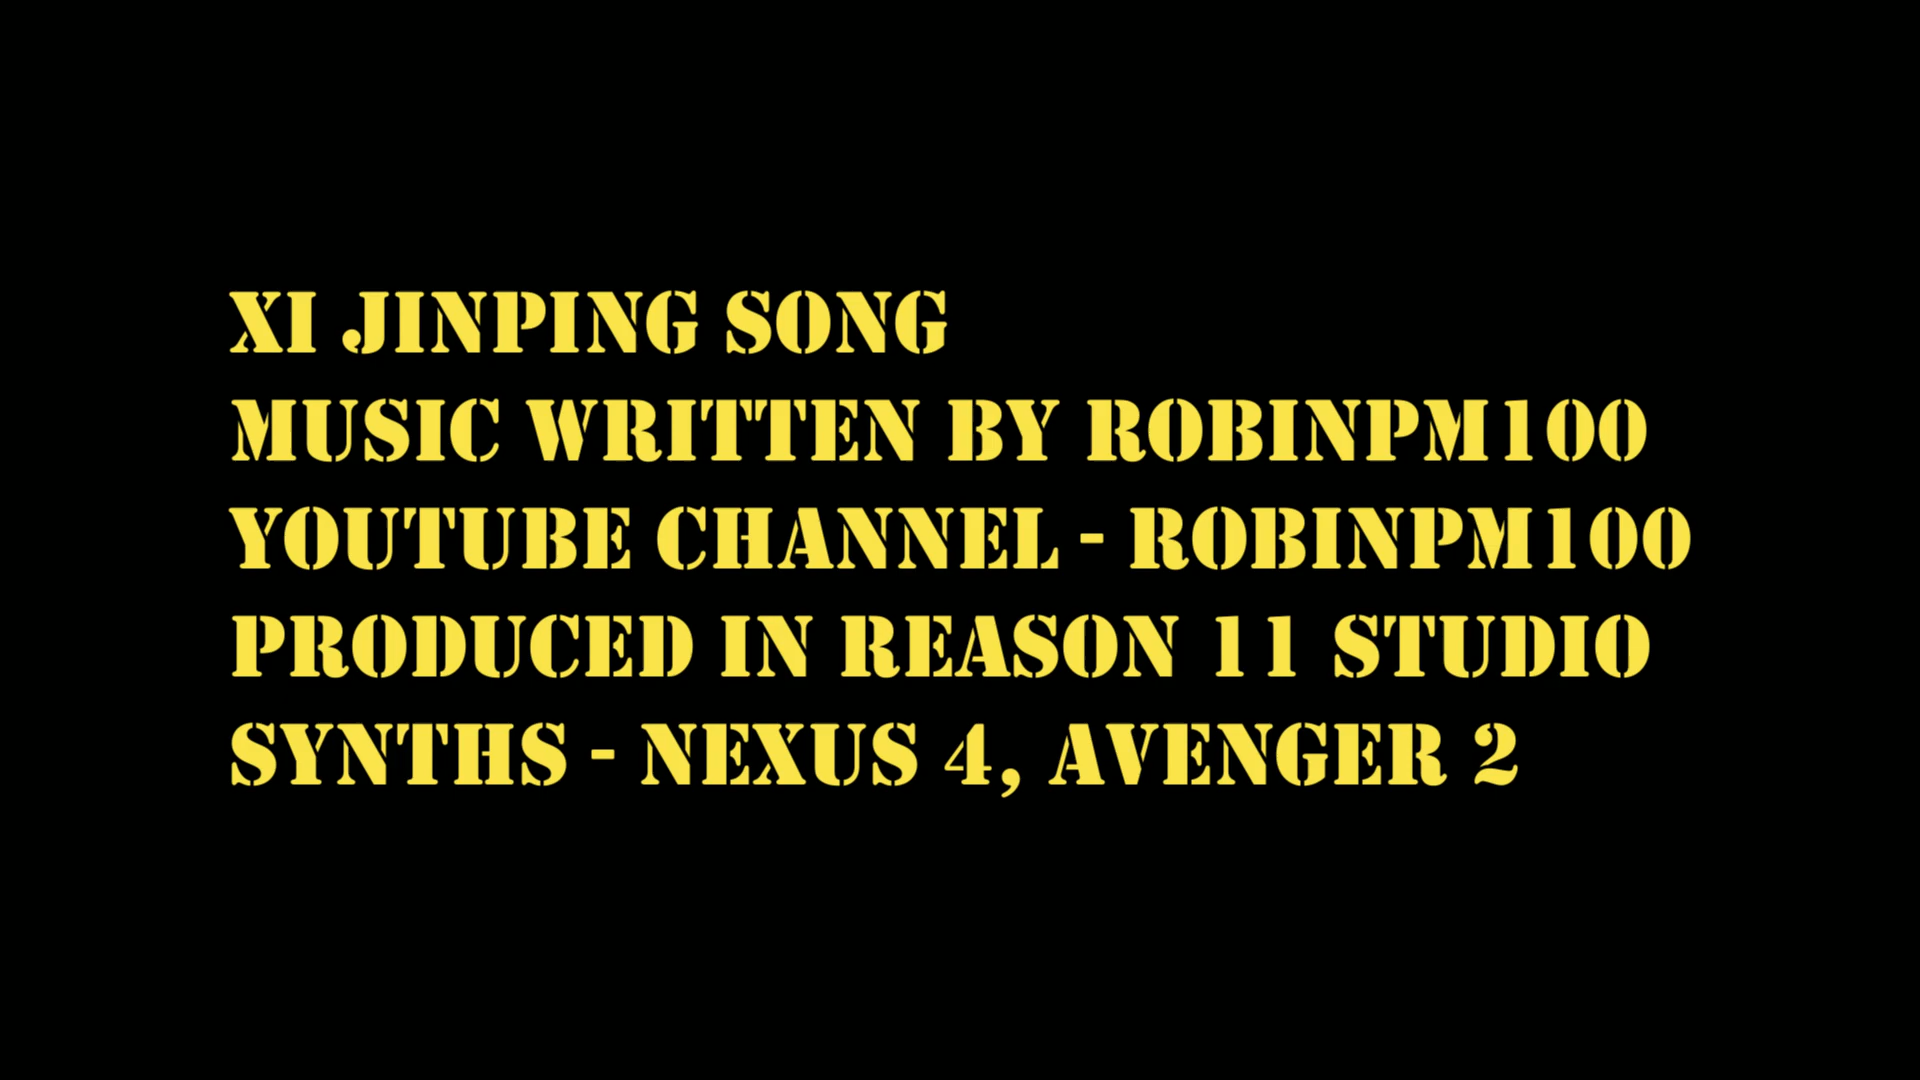 XI JINPING SONG
MUSIC WRITTEN BY ROBINPM100
YOUTUBE CHANNEL - ROBINPM100
PRODUCED IN REASON 11 STUDIO
SYNTHS - NEXUS 4, AVENGER 2